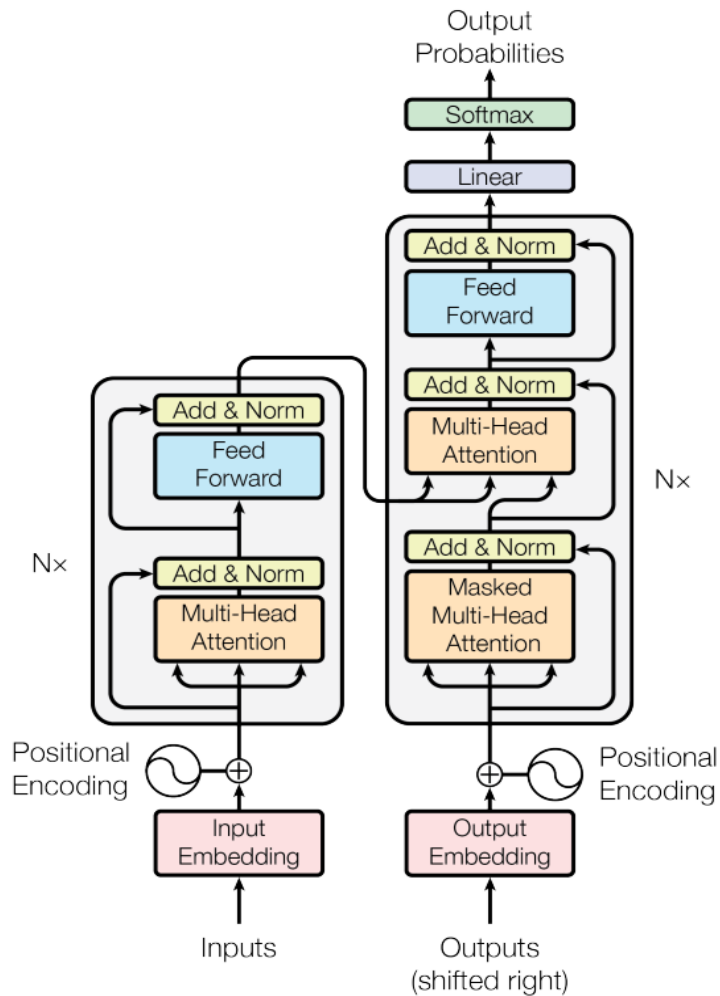 Output
Probabilities
Softmax
Linear
Add & Norm
Feed
Forward
Add & Norm
Multi-Head
Attention
Add & Norm
Masked
Multi-Head
Attention
N×
Add & Norm
Feed
Forward
Add & Norm
Multi-Head
Attention
N×
Positional
Encoding
Positional
Encoding
Input
Embedding
Output
Embedding
Inputs
Outputs
(shifted right)